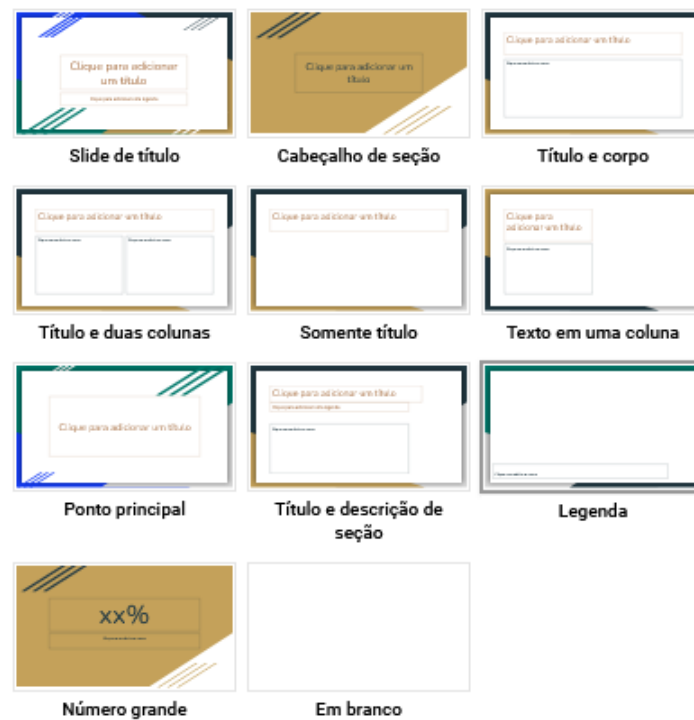 Clique para adicionar
um título
Slide de título
Clique para adicionar um
título
Cabeçalho de seção
Clique para adicionar um título
Título e corpo
Clique para adicionar um título
Título e duas colunas
Clique para adicionar um título
Somente título
Clique para
adicionar um título
Texto em uma coluna
Clique para adicionar um título
Ponto principal
Clique para adicionar um título
Título e descrição de
seção
Legenda
xx%
Número grande
Em branco